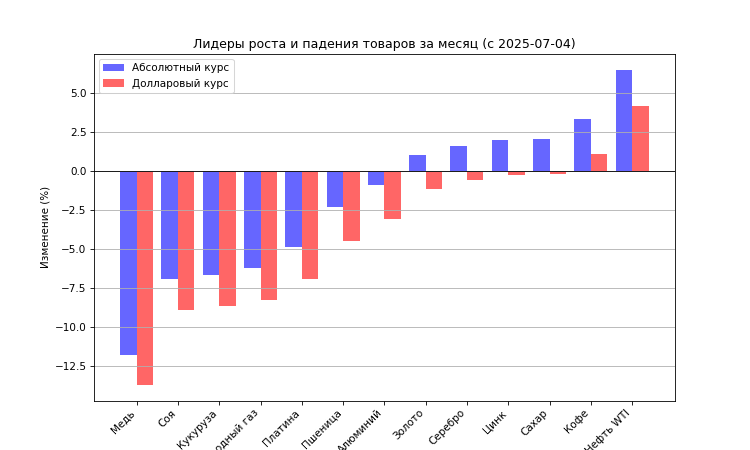 Лидеры роста и падения товаров за месяц (с 2025-07-04)
Абсолютный курс
Долларовый курс
Изменение (%)
5.0
2.5
0.0
−2.5
−5.0
−7.5
−10.0
−12.5
Медь
Соя
Кукуруза
одный газ
Платина
Пшеница
Алюминий
Золото
Серебро
Цинк
Сахар
Кофе
Нефть WTI